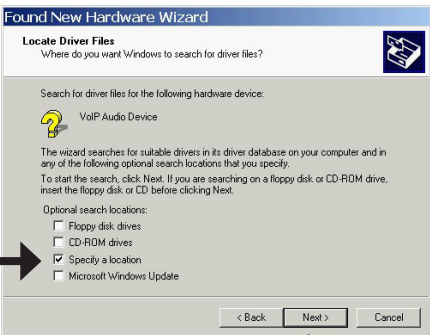 Found New Hardware Wizard
Locate Driver Files
Where do you want Windows to search for driver files?
Search for driver files for the following hardware device:
VoIP Audio Device
The wizard searches for suitable drivers in its driver database on your computer and in
any of the following optional search locations that you specify.
To start the search, click Next. If you are searching on a floppy disk or CD-ROM drive,
insert the floppy disk or CD before clicking Next.
Optional search locations:
Floppy disk drives
CD-ROM drives
Specify a location
Microsoft Windows Update
< Back Next > Cancel